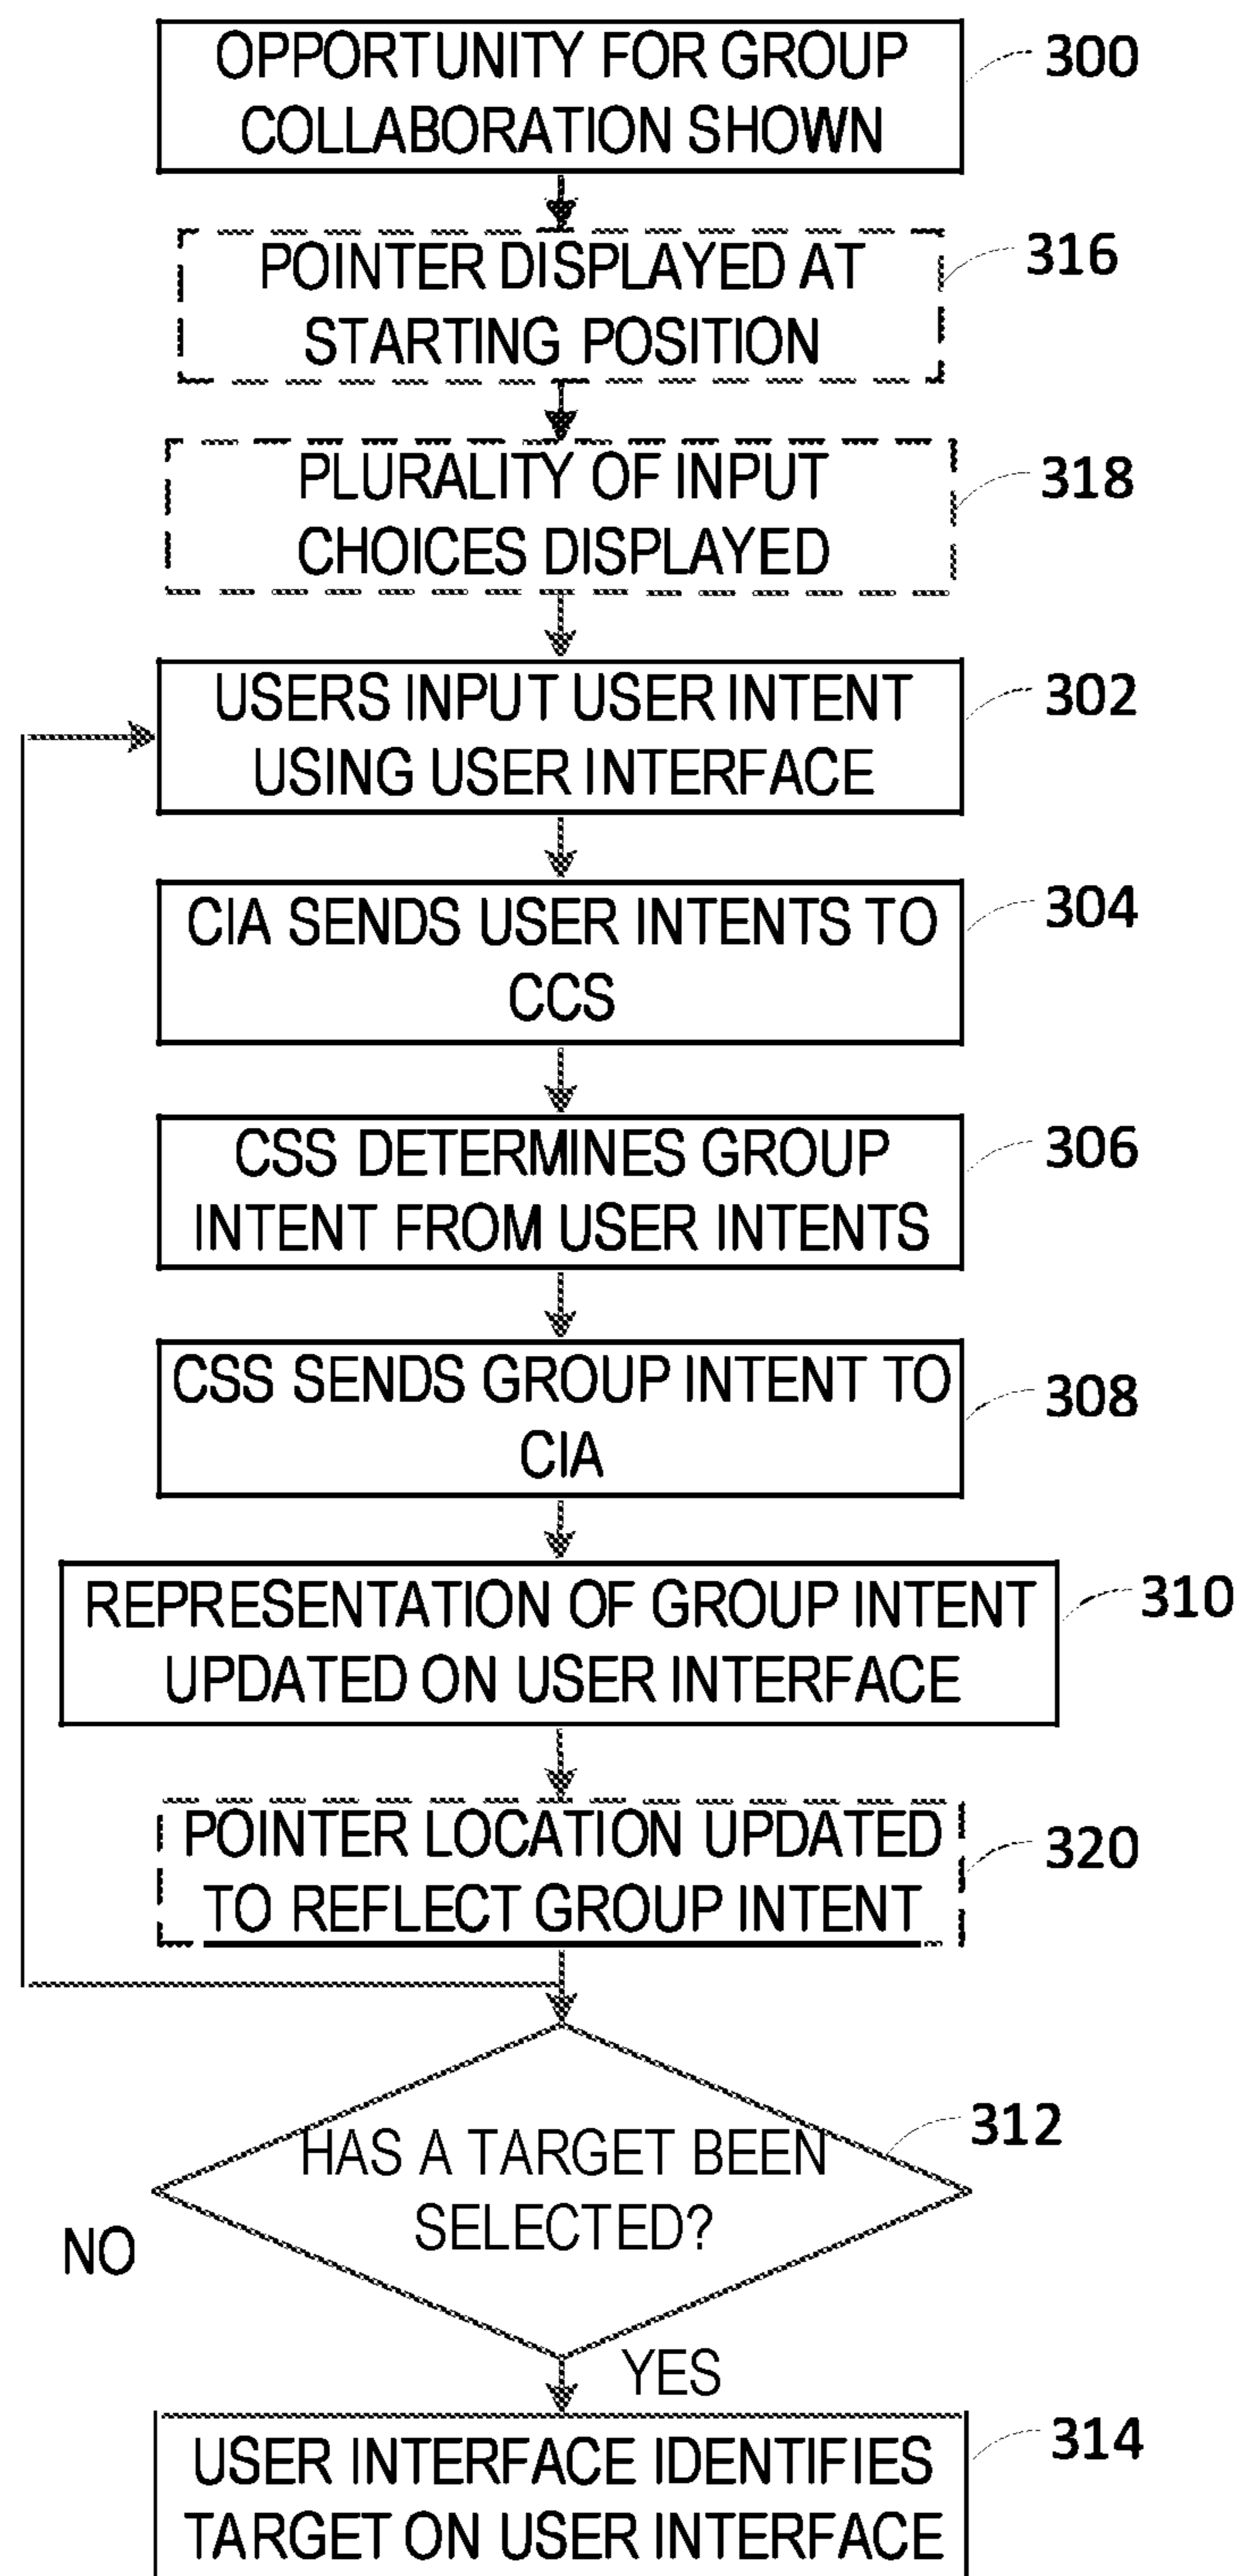 OPPORTUNITY FOR GROUP
COLLABORATION SHOWN
300
POINTER DISPLAYED AT
STARTING POSITION
316
PLURALITY OF INPUT
CHOICES DISPLAYED
318
USERS INPUT USER INTENT
USING USER INTERFACE
302
CIA SENDS USER INTENTS TO
CCS
304
CSS DETERMINES GROUP
INTENT FROM USER INTENTS
306
CSS SENDS GROUP INTENT TO
CIA
308
REPRESENTATION OF GROUP INTENT
UPDATED ON USER INTERFACE
310
POINTER LOCATION UPDATED
TO REFLECT GROUP INTENT
320
HAS A TARGET BEEN
SELECTED?
312
NO
YES
USER INTERFACE IDENTIFIES
TARGET ON USER INTERFACE
314